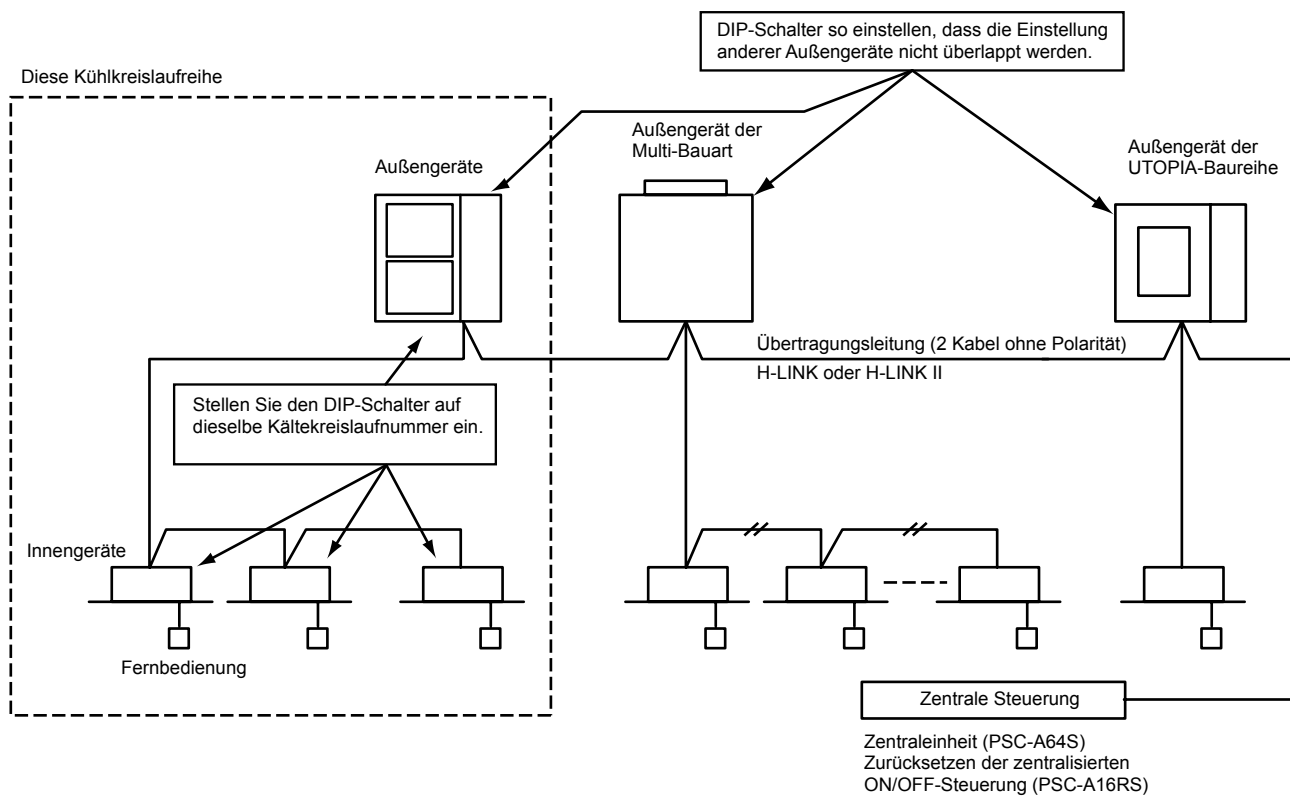 DIP-Schalter so einstellen, dass die Einstellung
anderer Außengeräte nicht überlappt werden.
Diese Kühlkreislaufreihe
Außengeräte
Außengerät der
Multi-Bauart
Außengerät der
UTOPIA-Baureihe
Übertragungsleitung (2 Kabel ohne Polarität)
H-LINK oder H-LINK II
Stellen Sie den DIP-Schalter auf
dieselbe Kältekreislaufnummer ein.
Innengeräte
Fernbedienung
Zentrale Steuerung
Zentraleinheit (PSC-A64S)
Zurücksetzen der zentralisierten
ON/OFF-Steuerung (PSC-A16RS)